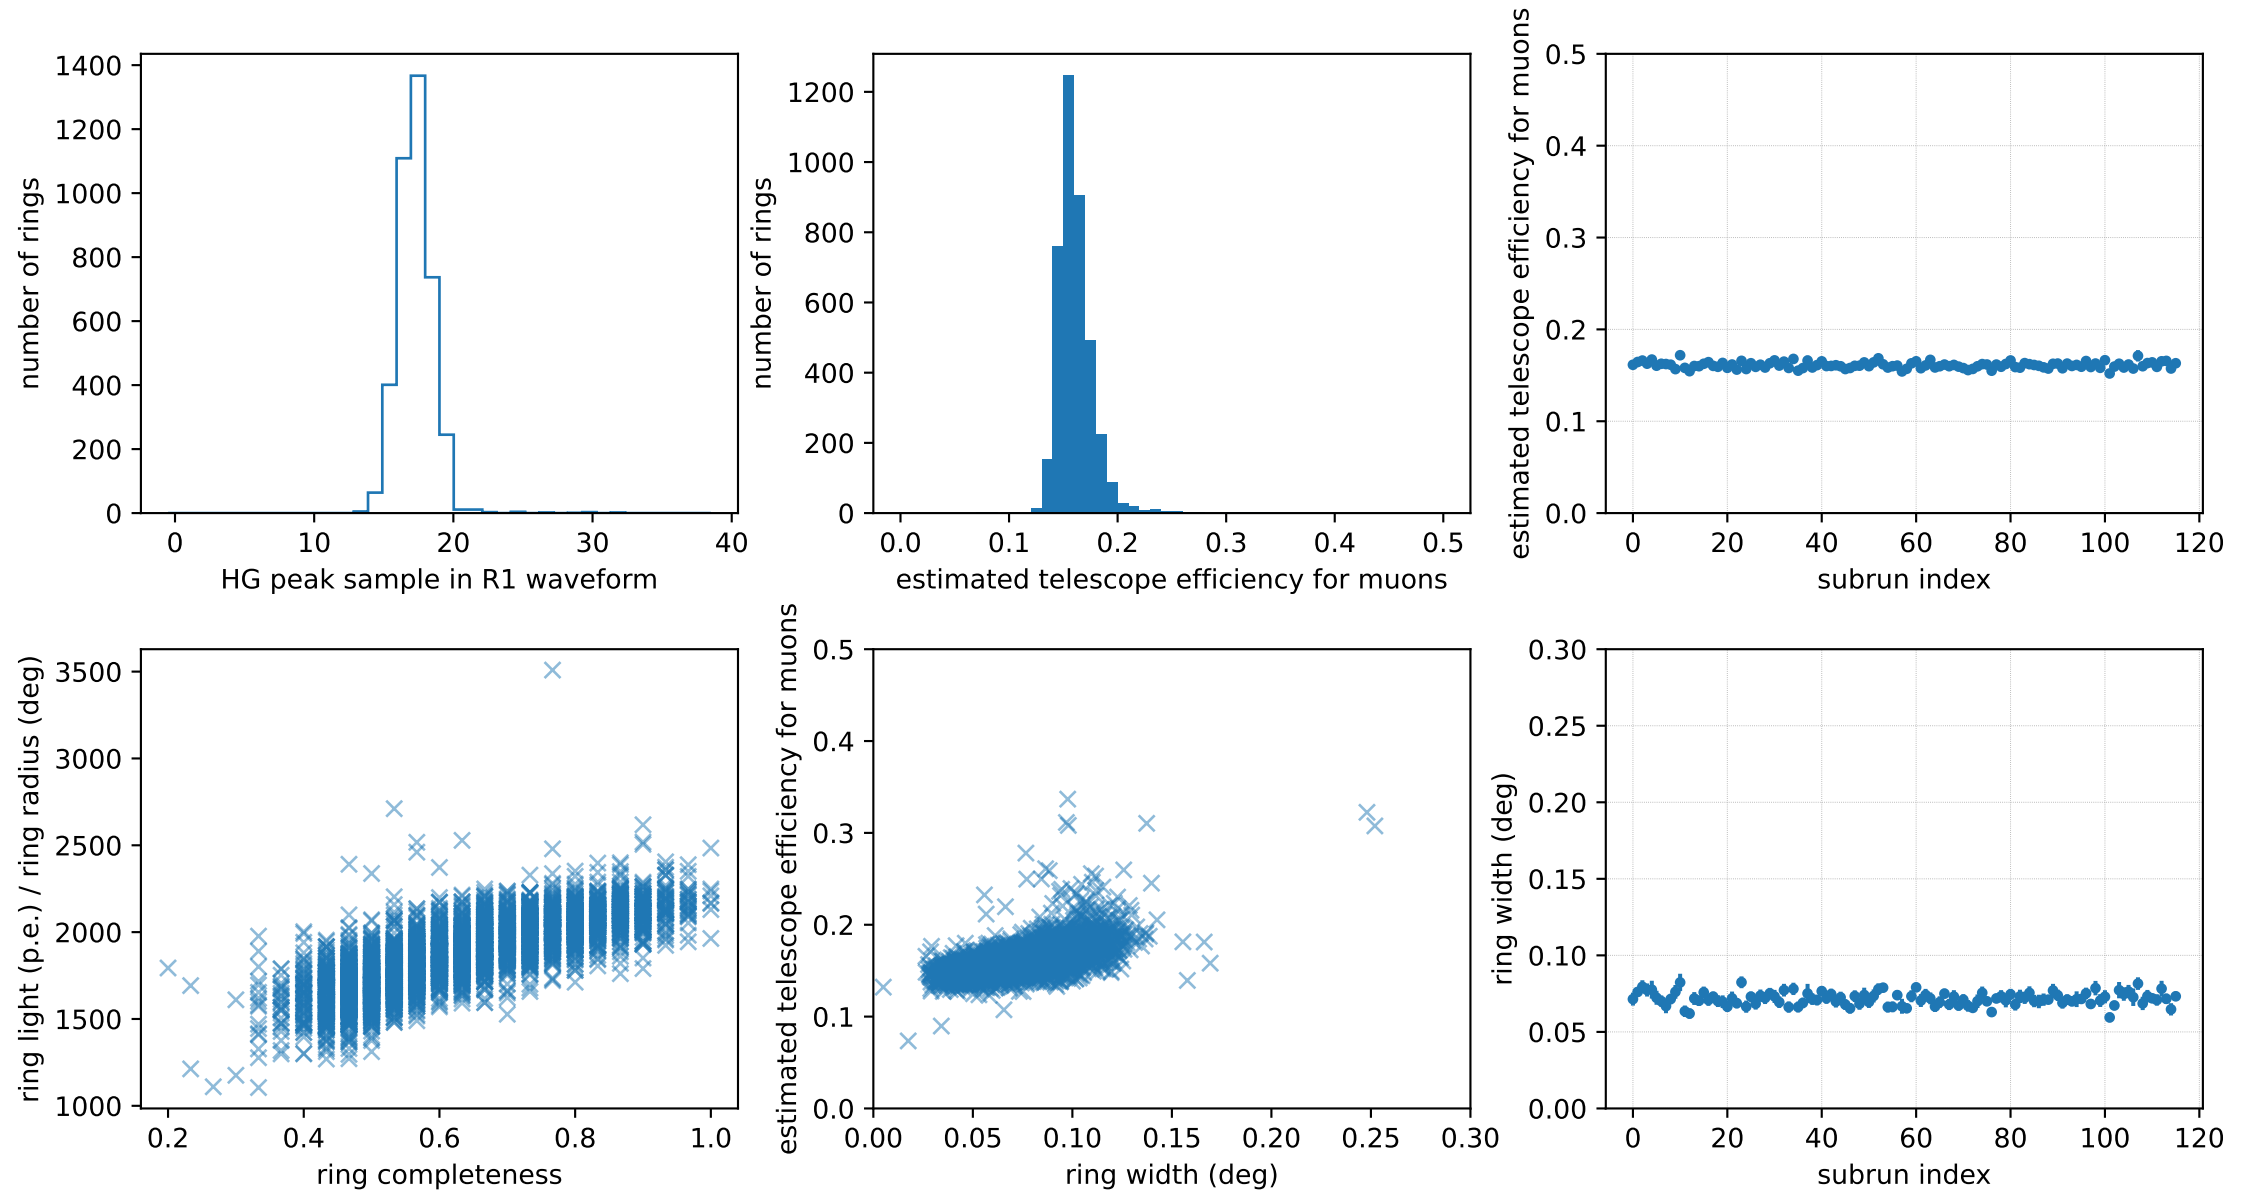 1400
1200
1000
800
600
400
200
0
number of rings
0 10 20 30 40
HG peak sample in R1 waveform
1200
1000
800
600
400
200
0
number of rings
0.0 0.1 0.2 0.3 0.4 0.5
estimated telescope efficiency for muons
0.5
0.4
0.3
0.2
0.1
0.0
estimated telescope efficiency for muons
0 20 40 60 80 100 120
subrun index
3500
3000
2500
2000
1500
1000
ring light (p.e.) / ring radius (deg)
0.2 0.4 0.6 0.8 1.0
ring completeness
0.5
0.4
0.3
0.2
0.1
0.0
estimated telescope efficiency for muons
0.00 0.05 0.10 0.15 0.20 0.25 0.30
ring width (deg)
0.30
0.25
0.20
0.15
0.10
0.05
0.00
ring width (deg)
0 20 40 60 80 100 120
subrun index